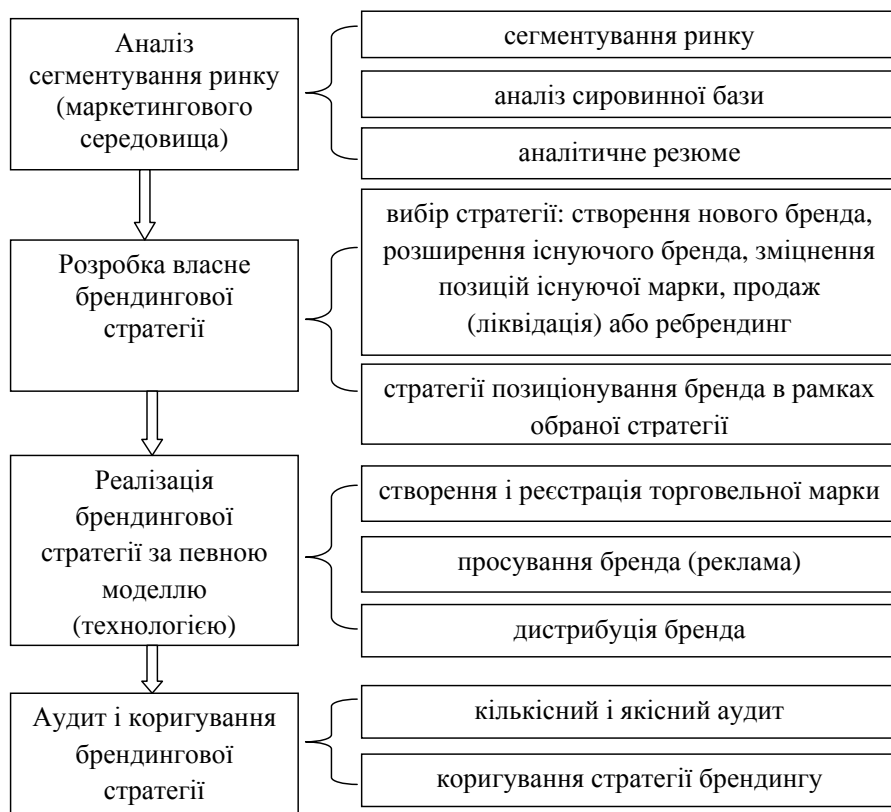 Аналіз
сегментування ринку
(маркетингового
середовища)
сегментування ринку
аналіз сировинної бази
аналітичне резюме
Розробка власне
брендингової
стратегії
вибір стратегії: створення нового бренда,
розширення існуючого бренда, зміцнення
позицій існуючої марки, продаж
(ліквідація) або ребрендинг
стратегії позиціонування бренда в рамках
обраної стратегії
Реалізація
брендингової
стратегії за певною
моделлю
(технологією)
створення і реєстрація торговельної марки
просування бренда (реклама)
дистрибуція бренда
Аудит і коригування
брендингової
стратегії
кількісний і якісний аудит
коригування стратегії брендингу